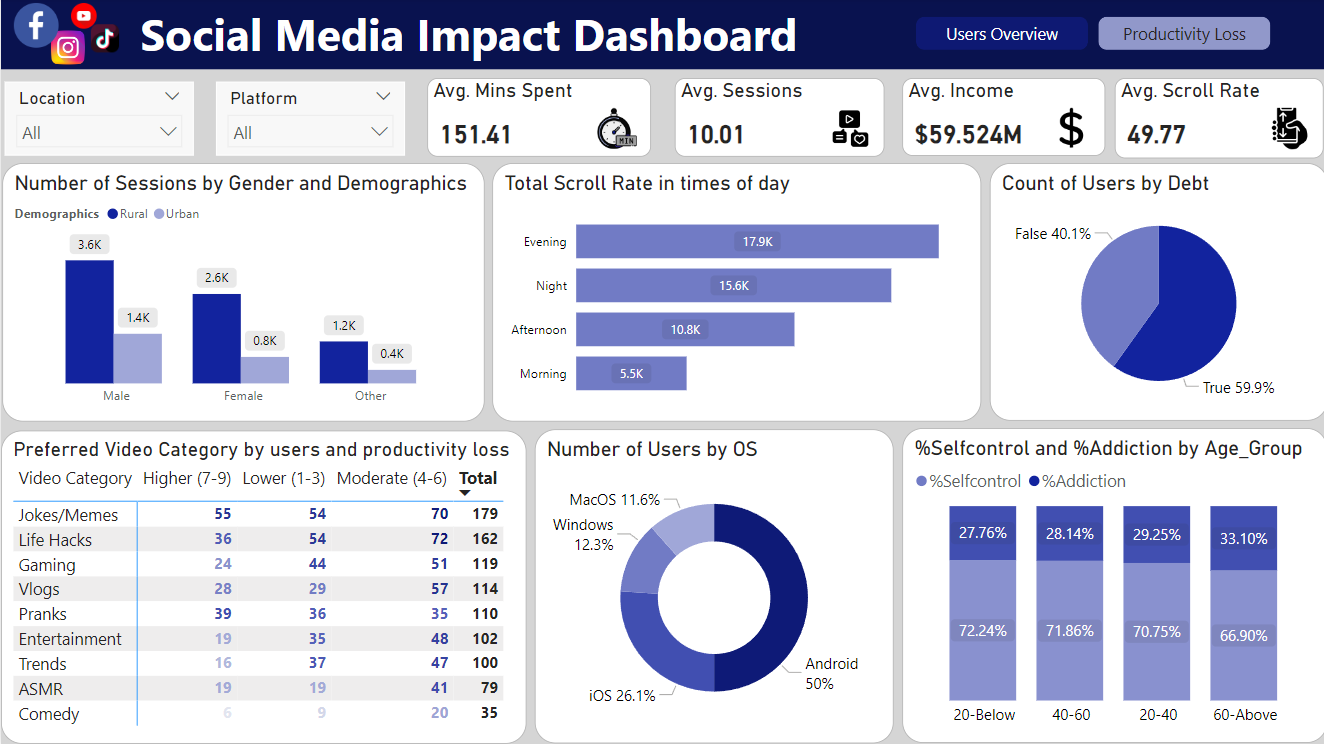 Social Media Impact Dashboard
Users Overview
Productivity Loss
Location
All
Platform
All
Avg. Mins Spent
151.41
MIN
Avg. Sessions
10.01
Avg. Income
$59.524M
$
Avg. Scroll Rate
49.77
Number of Sessions by Gender and Demographics
Demographics Rural Urban
3.6K
1.4K
2.6K
0.8K
1.2K
0.4K
Male Female Other
Total Scroll Rate in times of day
Evening 17.9K
Night 15.6K
Afternoon 10.8K
Morning 5.5K
Count of Users by Debt
False 40.1%
True 59.9%
Preferred Video Category by users and productivity loss
Video Category Higher (7-9) Lower (1-3) Moderate (4-6) Total
Jokes/Memes 55 54 70 179
Life Hacks 36 54 72 162
Gaming 24 44 51 119
Vlogs 28 29 57 114
Pranks 39 36 35 110
Entertainment 19 35 48 102
Trends 16 37 47 100
ASMR 19 19 41 79
Comedy 6 9 20 35
Number of Users by OS
MacOS 11.6%
Windows
12.3%
iOS 26.1%
Android
50%
%Selfcontrol and %Addiction by Age_Group
%Selfcontrol %Addiction
27.76% 28.14% 29.25% 33.10%
72.24% 71.86% 70.75% 66.90%
20-Below 40-60 20-40 60-Above